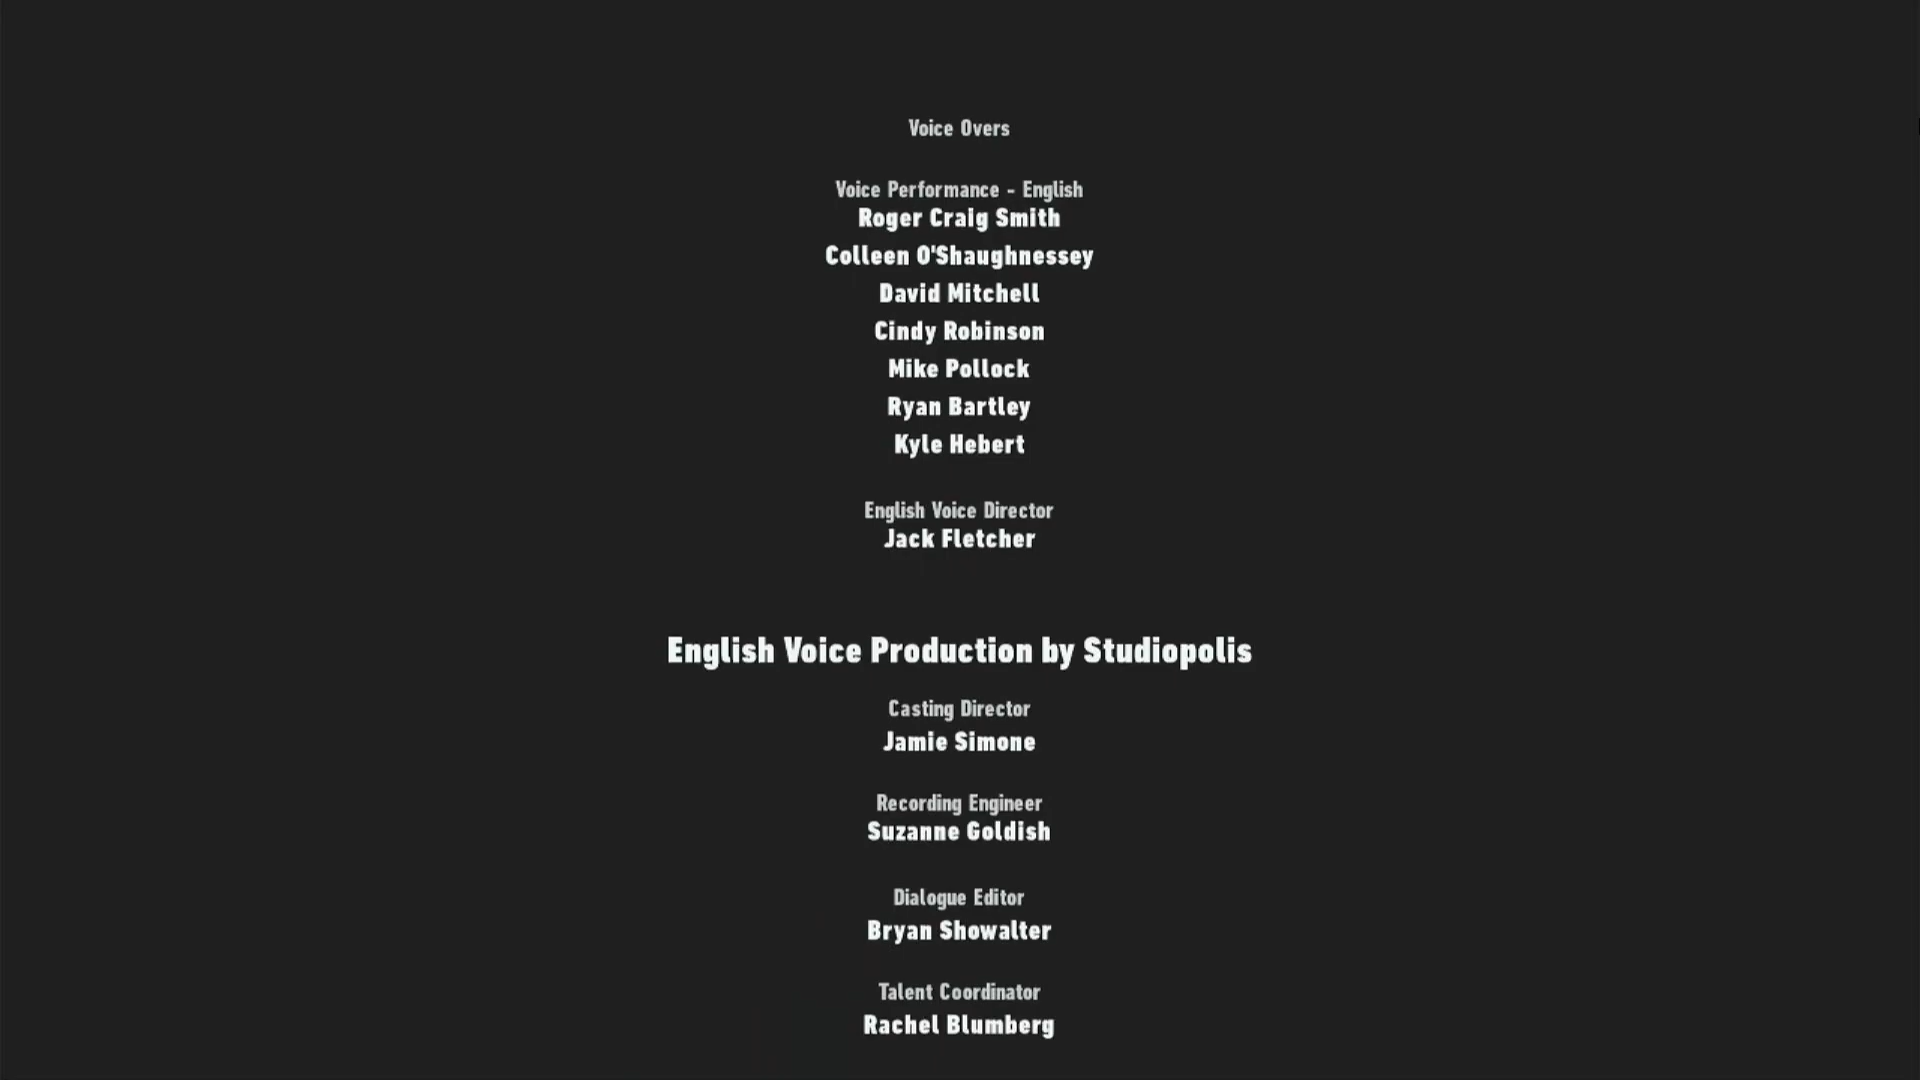 Voice Overs
Voice Performance - English
Roger Craig Smith
Colleen O'Shaughnessey
David Mitchell
Cindy Robinson
Mike Pollock
Ryan Bartley
Kyle Hebert
English Voice Director
Jack Fletcher
English Voice Production by Studiopolis
Casting Director
Jamie Simone
Recording Engineer
Suzanne Goldish
Dialogue Editor
Bryan Showalter
Talent Coordinator
Rachel Blumberg